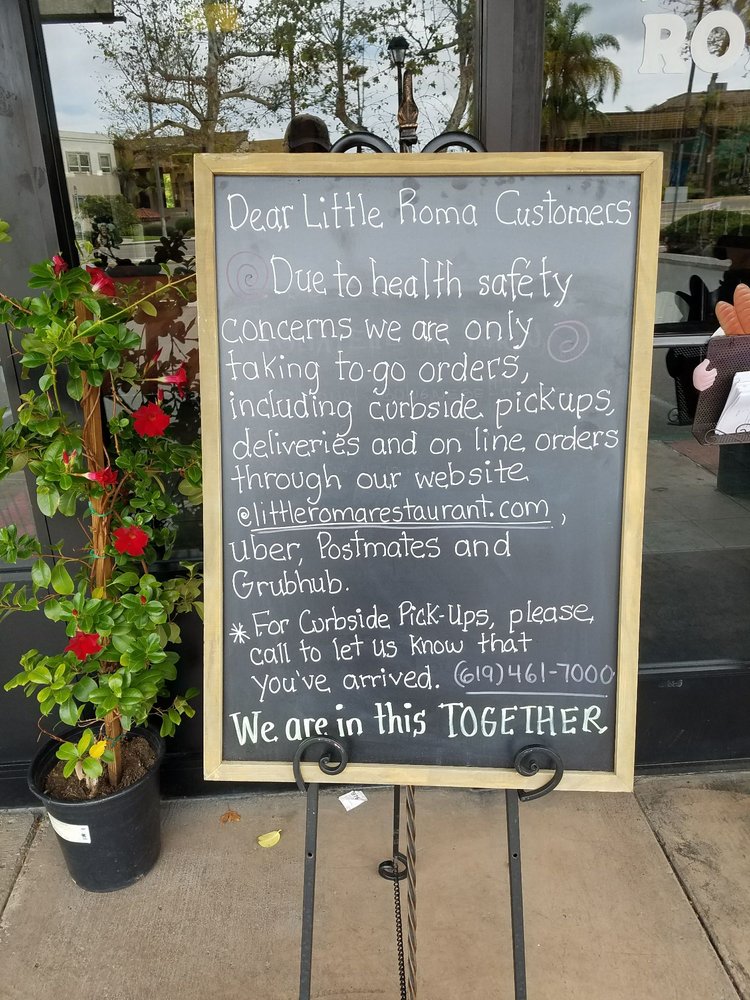 RO
Dear Little Roma Customers
Due to health safety
concerns we are only
taking to-go orders,
including curbside pickups,
deliveries and on line orders
through our website
@littleromarestaurant.com,
uber, Postmates and
Grubhub.
* For Curbside Pick-Ups, please,
call to let us know that
you've arrived. (619)461-7000
We are in this TOGETHER